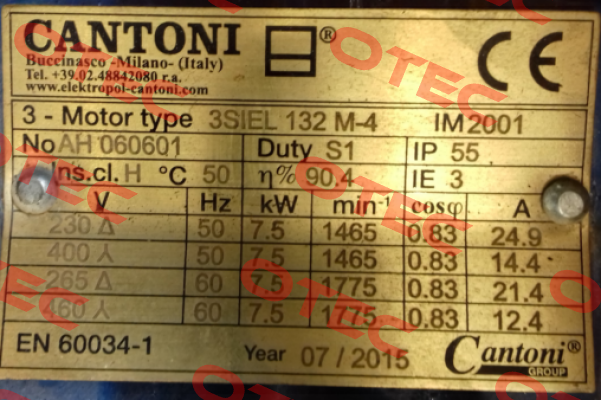 CANTONI ®
Buccinasco -Milano- (Italy)
Tel. +39.02.48842080 r.a.
www.elektropol-cantoni.com
CE
3 - Motor type 3SIEL 132 M-4 IM 2001
No AH 060601 Duty S1 IP 55
Ins.cl. H °C 50 η% 90.4 IE 3
V Hz kW min-¹ cosφ A
230 Δ 50 7.5 1465 0.83 24.9
400 ⅄ 50 7.5 1465 0.83 14.4
265 Δ 60 7.5 1775 0.83 21.4
460 ⅄ 60 7.5 1775 0.83 12.4
EN 60034-1 Year 07 / 2015 Cantoni®
GROUP
OTEC